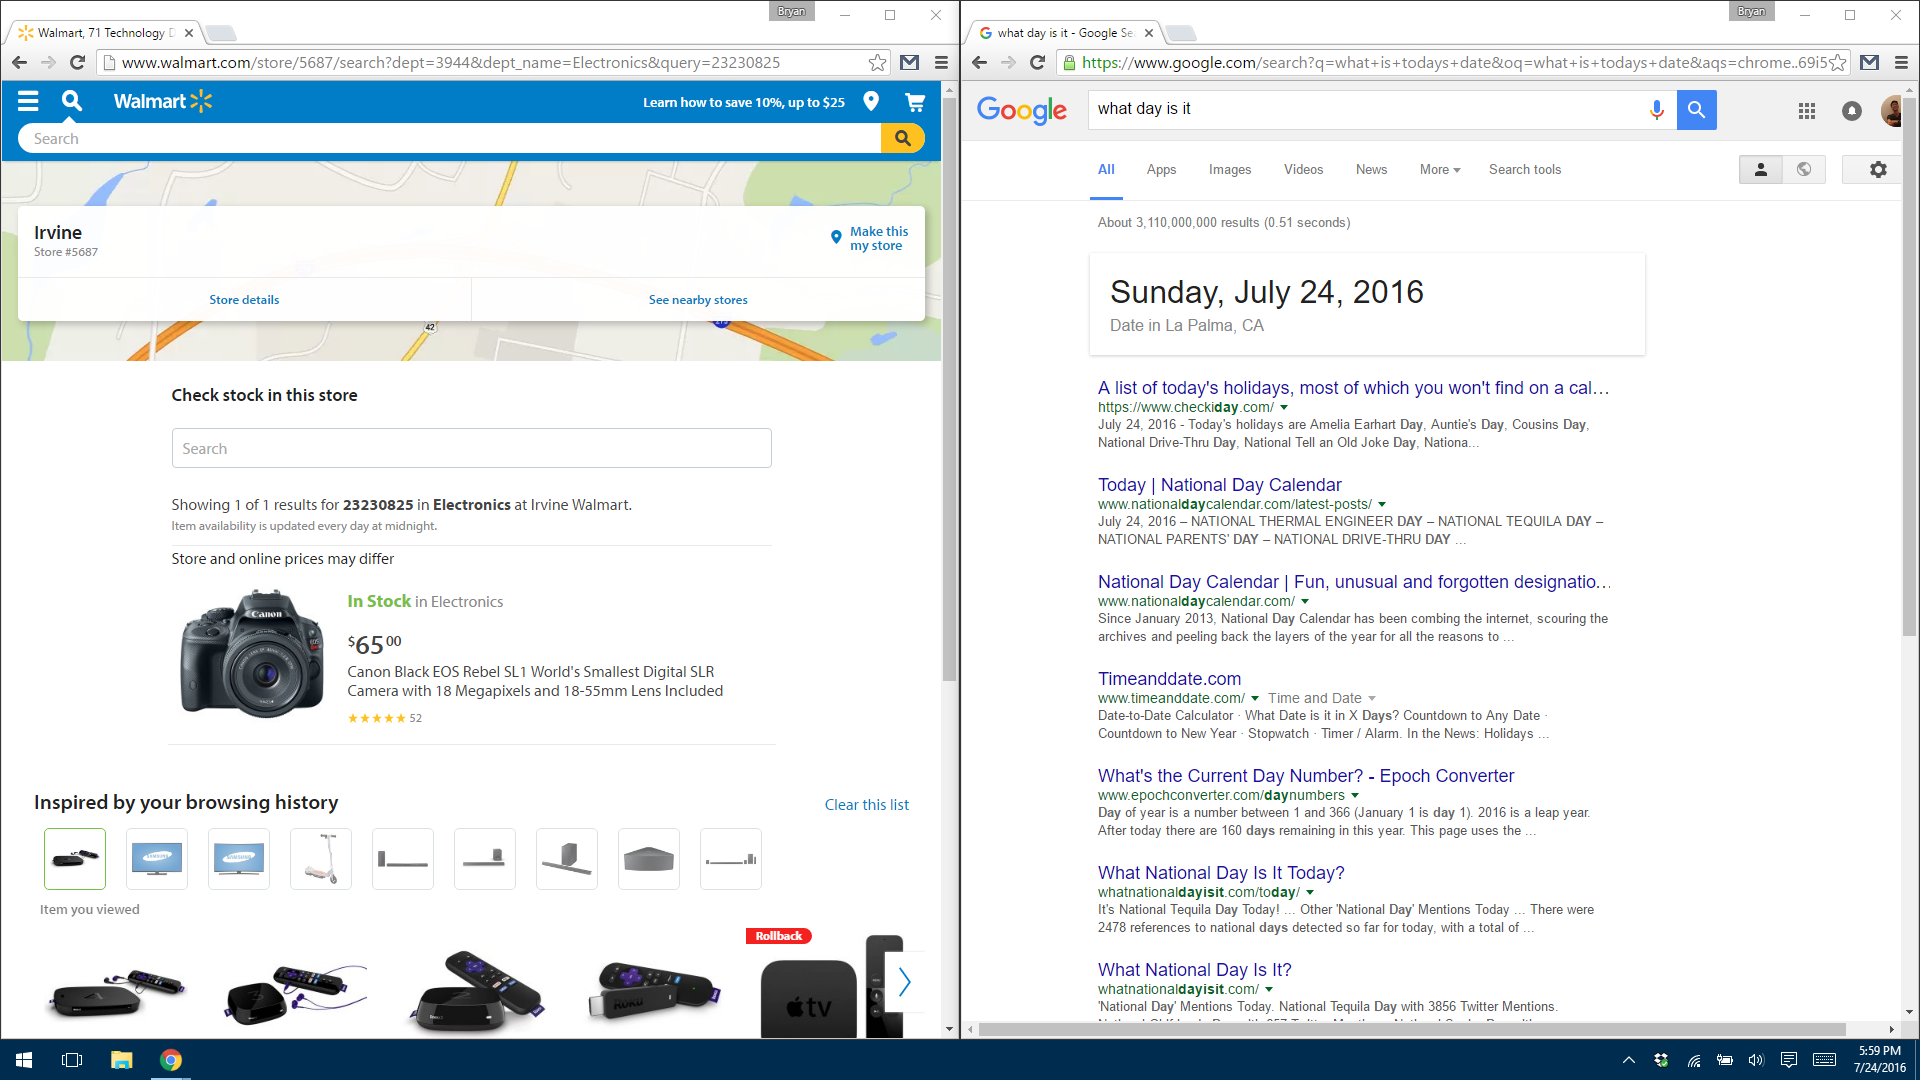 Bryan
Walmart, 71 Technology D
www.walmart.com/store/5687/search?dept=3944&dept_name=Electronics&query=23230825
Walmart
Learn how to save 10%, up to $25
Search
Irvine
Store #5687
Make this
my store
Store details
See nearby stores
42
Check stock in this store
Search
Showing 1 of 1 results for 23230825 in Electronics at Irvine Walmart.
Item availability is updated every day at midnight.
Store and online prices may differ
Canon
In Stock in Electronics
$65 00
Canon Black EOS Rebel SL1 World's Smallest Digital SLR
Camera with 18 Megapixels and 18-55mm Lens Included
52
Inspired by your browsing history
Clear this list
SAMSUNG
SAMSUNG
Item you viewed
Rollback
Roku
tv
Bryan
what day is it - Google Se
https://www.google.com/search?q=what+is+todays+date&oq=what+is+todays+date&aqs=chrome..69i5
Google
what day is it
All
Apps
Images
Videos
News
More
Search tools
About 3,110,000,000 results (0.51 seconds)
Sunday, July 24, 2016
Date in La Palma, CA
A list of today's holidays, most of which you won't find on a cal...
https://www.checkiday.com/
July 24, 2016 - Today's holidays are Amelia Earhart Day, Auntie's Day, Cousins Day,
National Drive-Thru Day, National Tell an Old Joke Day, Nationa...
Today | National Day Calendar
www.nationaldaycalendar.com/latest-posts/
July 24, 2016 – NATIONAL THERMAL ENGINEER DAY – NATIONAL TEQUILA DAY –
NATIONAL PARENTS' DAY – NATIONAL DRIVE-THRU DAY ...
National Day Calendar | Fun, unusual and forgotten designatio...
www.nationaldaycalendar.com/
Since January 2013, National Day Calendar has been combing the internet, scouring the
archives and peeling back the layers of the year for all the reasons to ...
Timeanddate.com
www.timeanddate.com/ Time and Date
Date-to-Date Calculator · What Date is it in X Days? Countdown to Any Date ·
Countdown to New Year · Stopwatch · Timer / Alarm. In the News: Holidays ...
What's the Current Day Number? - Epoch Converter
www.epochconverter.com/daynumbers
Day of year is a number between 1 and 366 (January 1 is day 1). 2016 is a leap year.
After today there are 160 days remaining in this year. This page uses the ...
What National Day Is It Today?
whatnationaldayisit.com/today/
It's National Tequila Day Today! ... Other 'National Day' Mentions Today ... There were
2478 references to national days detected so far for today, with a total of ...
What National Day Is It?
whatnationaldayisit.com/
'National Day' Mentions Today. National Tequila Day with 3856 Twitter Mentions.
5:59 PM
7/24/2016